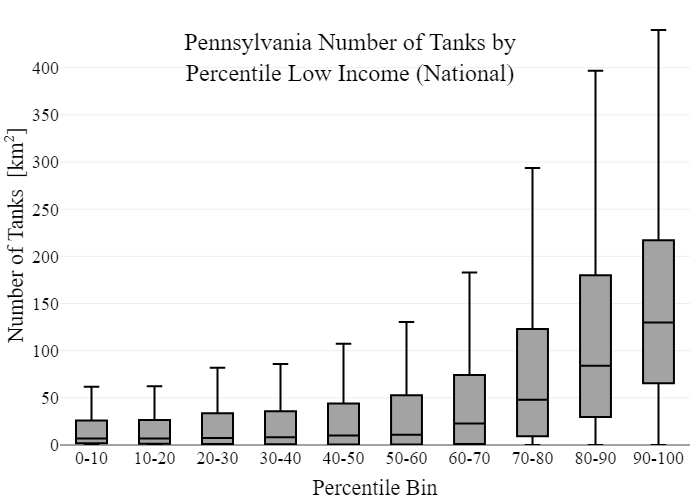 Pennsylvania Number of Tanks by
Percentile Low Income (National)
Number of Tanks [km²]
400
350
300
250
200
150
100
50
0
0-10 10-20 20-30 30-40 40-50 50-60 60-70 70-80 80-90 90-100
Percentile Bin